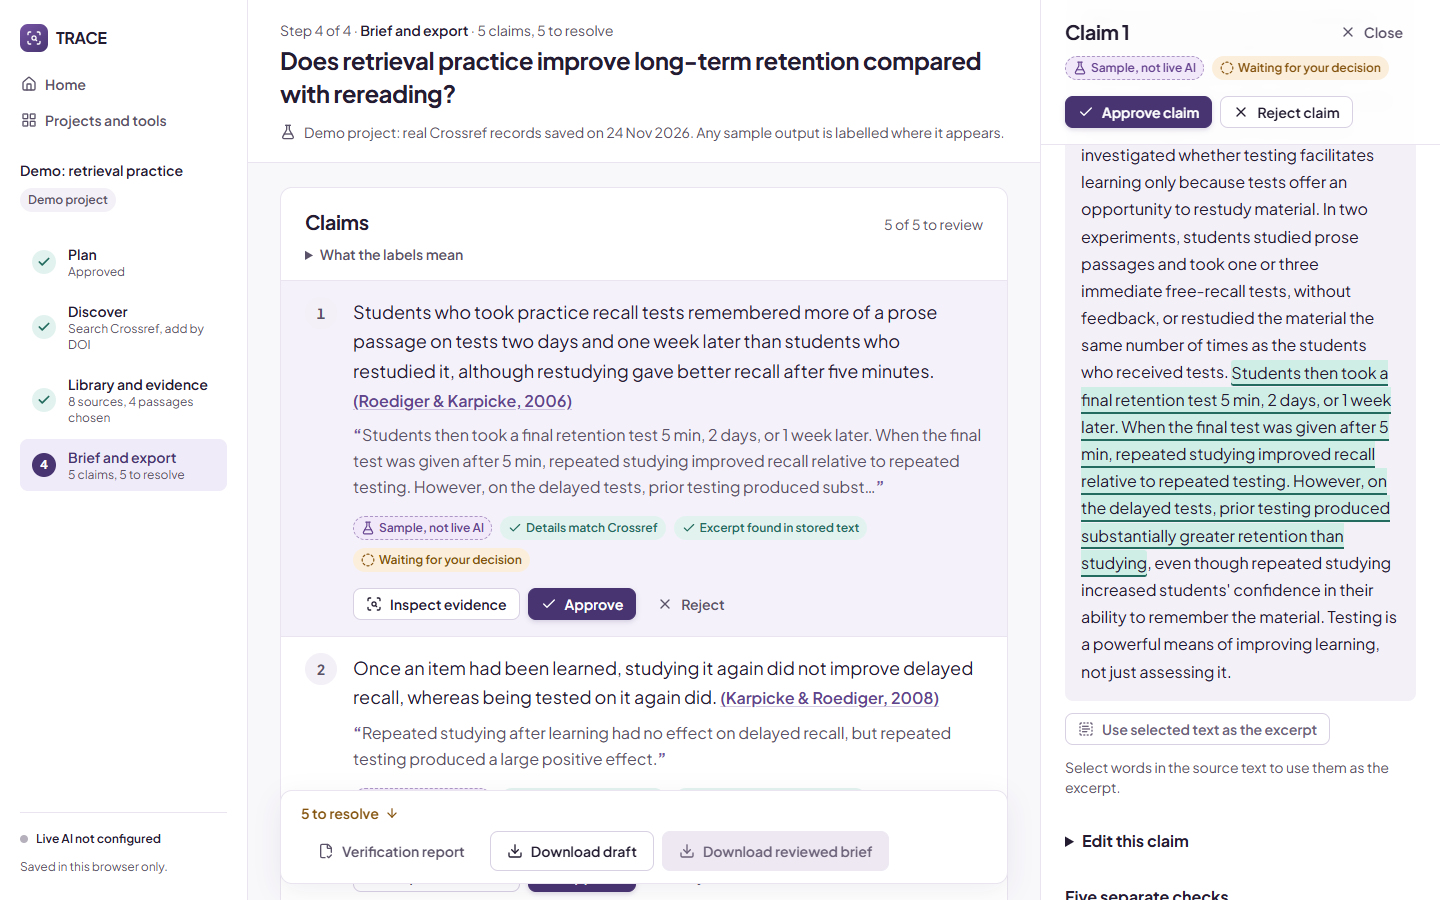 TRACE
Home
Projects and tools
Demo: retrieval practice
Demo project
Plan
Approved
Discover
Search Crossref, add by
DOI
Library and evidence
8 sources, 4 passages
chosen
4
Brief and export
5 claims, 5 to resolve
Live AI not configured
Saved in this browser only.
Step 4 of 4 · Brief and export · 5 claims, 5 to resolve
Does retrieval practice improve long-term retention compared
with rereading?
Demo project: real Crossref records saved on 24 Nov 2026. Any sample output is labelled where it appears.
Claims
5 of 5 to review
What the labels mean
1
Students who took practice recall tests remembered more of a prose
passage on tests two days and one week later than students who
restudied it, although restudying gave better recall after five minutes.
(Roediger & Karpicke, 2006)
“Students then took a final retention test 5 min, 2 days, or 1 week later. When the final
test was given after 5 min, repeated studying improved recall relative to repeated
testing. However, on the delayed tests, prior testing produced subst…”
Sample, not live AI
Details match Crossref
Excerpt found in stored text
Waiting for your decision
Inspect evidence
Approve
Reject
2
Once an item had been learned, studying it again did not improve delayed
recall, whereas being tested on it again did. (Karpicke & Roediger, 2008)
“Repeated studying after learning had no effect on delayed recall, but repeated
testing produced a large positive effect.”
5 to resolve
Verification report
Download draft
Download reviewed brief
Claim 1
Close
Sample, not live AI
Waiting for your decision
Approve claim
Reject claim
investigated whether testing facilitates
learning only because tests offer an
opportunity to restudy material. In two
experiments, students studied prose
passages and took one or three
immediate free-recall tests, without
feedback, or restudied the material the
same number of times as the students
who received tests. Students then took a
final retention test 5 min, 2 days, or 1 week
later. When the final test was given after 5
min, repeated studying improved recall
relative to repeated testing. However, on
the delayed tests, prior testing produced
substantially greater retention than
studying, even though repeated studying
increased students' confidence in their
ability to remember the material. Testing is
a powerful means of improving learning,
not just assessing it.
Use selected text as the excerpt
Select words in the source text to use them as the
excerpt.
Edit this claim
Five separate checks